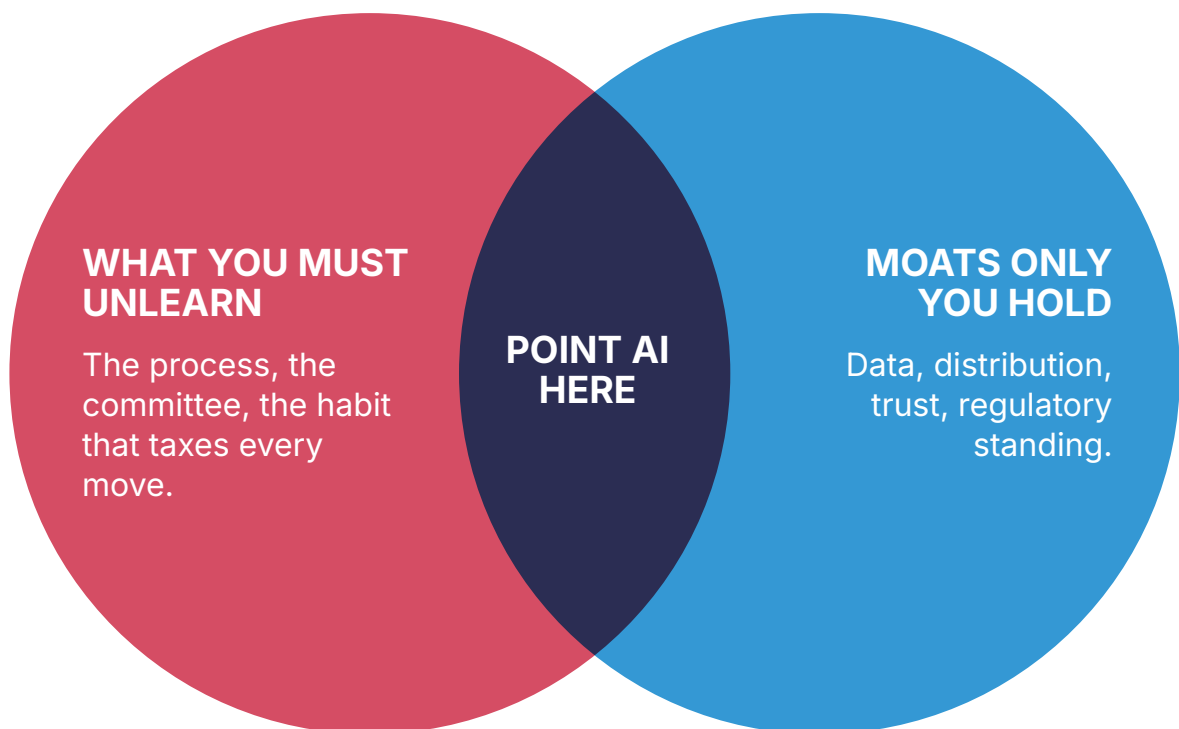 WHAT YOU MUST
UNLEARN
The process, the
committee, the habit
that taxes every
move.
POINT AI
HERE
MOATS ONLY
YOU HOLD
Data, distribution,
trust, regulatory
standing.